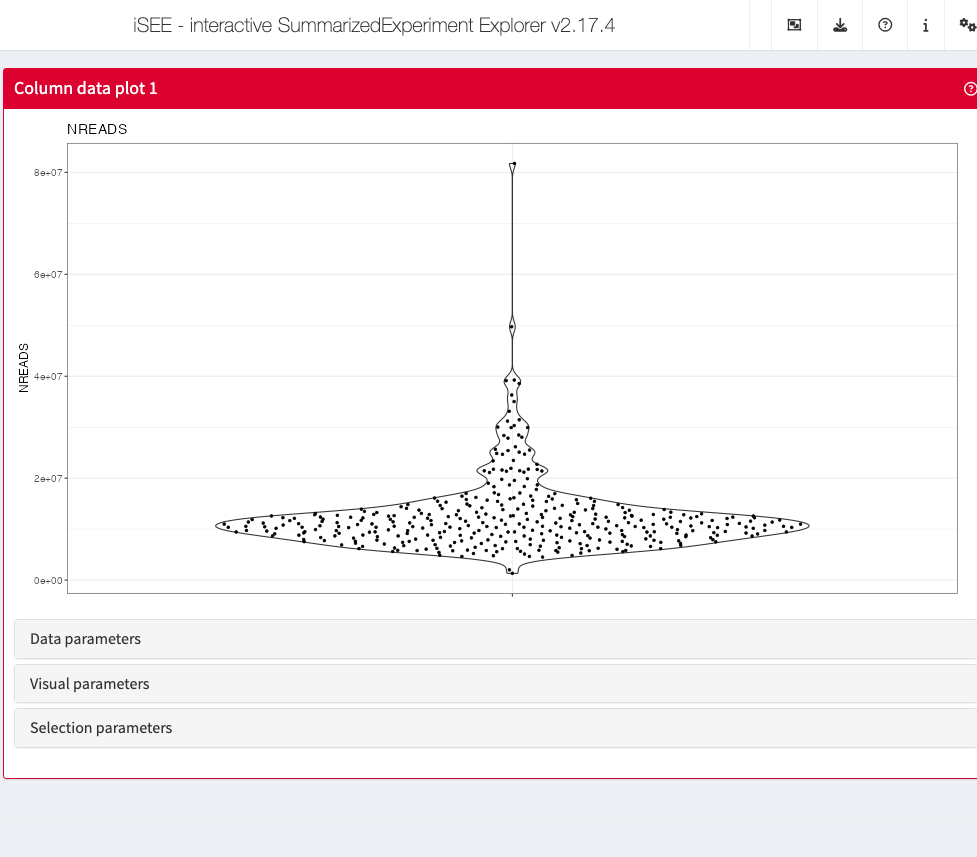 iSEE - interactive SummarizedExperiment Explorer v2.17.4
Column data plot 1
NREADS
8e+07
6e+07
4e+07
2e+07
0e+00
NREADS
Data parameters
Visual parameters
Selection parameters